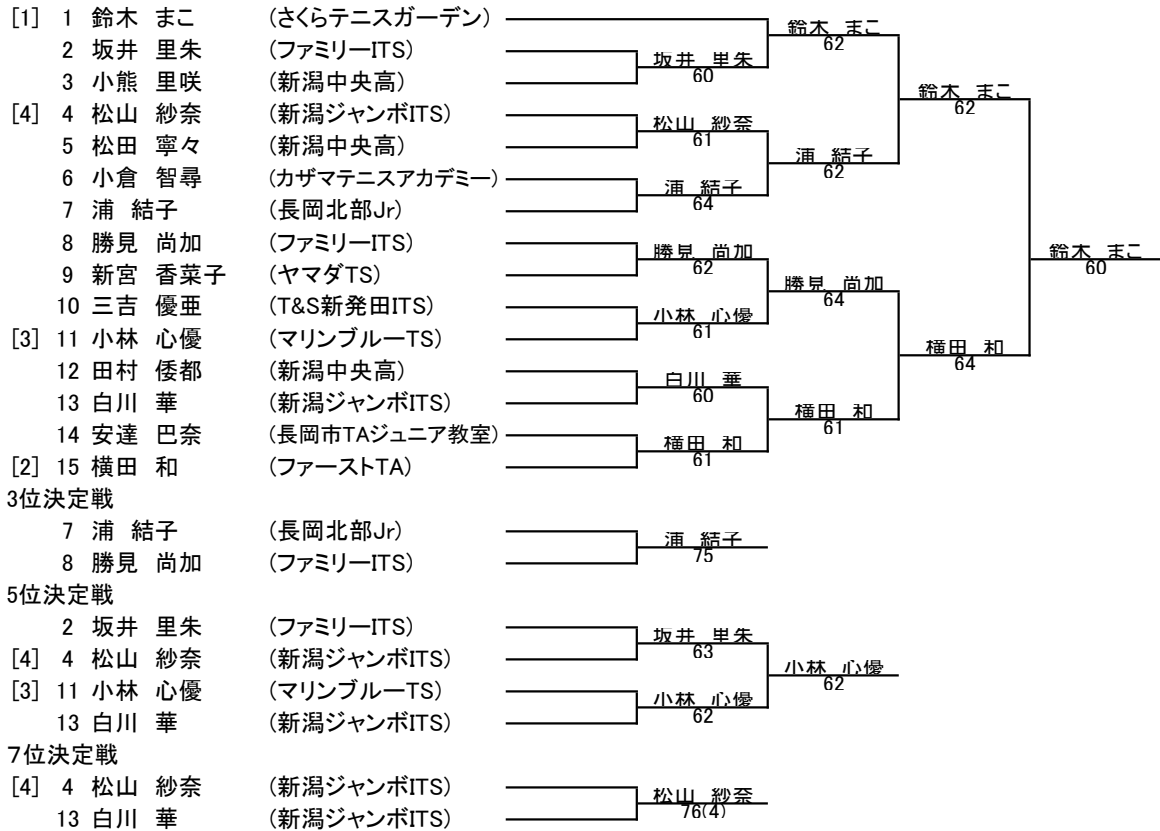 [1] 1 鈴木 まこ (さくらテニスガーデン)
鈴木 まこ
62
2 坂井 里朱 (ファミリーITS)
坂井 里朱
60
3 小熊 里咲 (新潟中央高)
鈴木 まこ
62
[4] 4 松山 紗奈 (新潟ジャンボITS)
松山 紗奈
61
5 松田 寧々 (新潟中央高)
浦 結子
62
6 小倉 智尋 (カザマテニスアカデミー)
浦 結子
64
7 浦 結子 (長岡北部Jr)
8 勝見 尚加 (ファミリーITS)
勝見 尚加
62
鈴木 まこ
60
9 新宮 香菜子 (ヤマダTS)
勝見 尚加
64
10 三吉 優亜 (T&S新発田ITS)
小林 心優
61
[3] 11 小林 心優 (マリンブルーTS)
横田 和
64
12 田村 倭都 (新潟中央高)
白川 華
60
13 白川 華 (新潟ジャンボITS)
横田 和
61
14 安達 巴奈 (長岡市TAジュニア教室)
横田 和
61
[2] 15 横田 和 (ファーストTA)
3位決定戦
7 浦 結子 (長岡北部Jr)
浦 結子
75
8 勝見 尚加 (ファミリーITS)
5位決定戦
2 坂井 里朱 (ファミリーITS)
坂井 里朱
63
[4] 4 松山 紗奈 (新潟ジャンボITS)
小林 心優
62
[3] 11 小林 心優 (マリンブルーTS)
小林 心優
62
13 白川 華 (新潟ジャンボITS)
7位決定戦
[4] 4 松山 紗奈 (新潟ジャンボITS)
松山 紗奈
76(4)
13 白川 華 (新潟ジャンボITS)